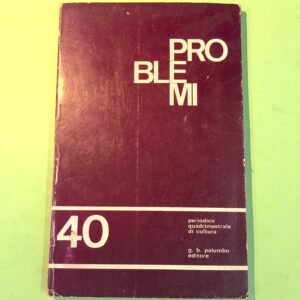 PRO
BLE
MI
40
periodico
quadrimestrale
di cultura
g. b. palumbo
editore